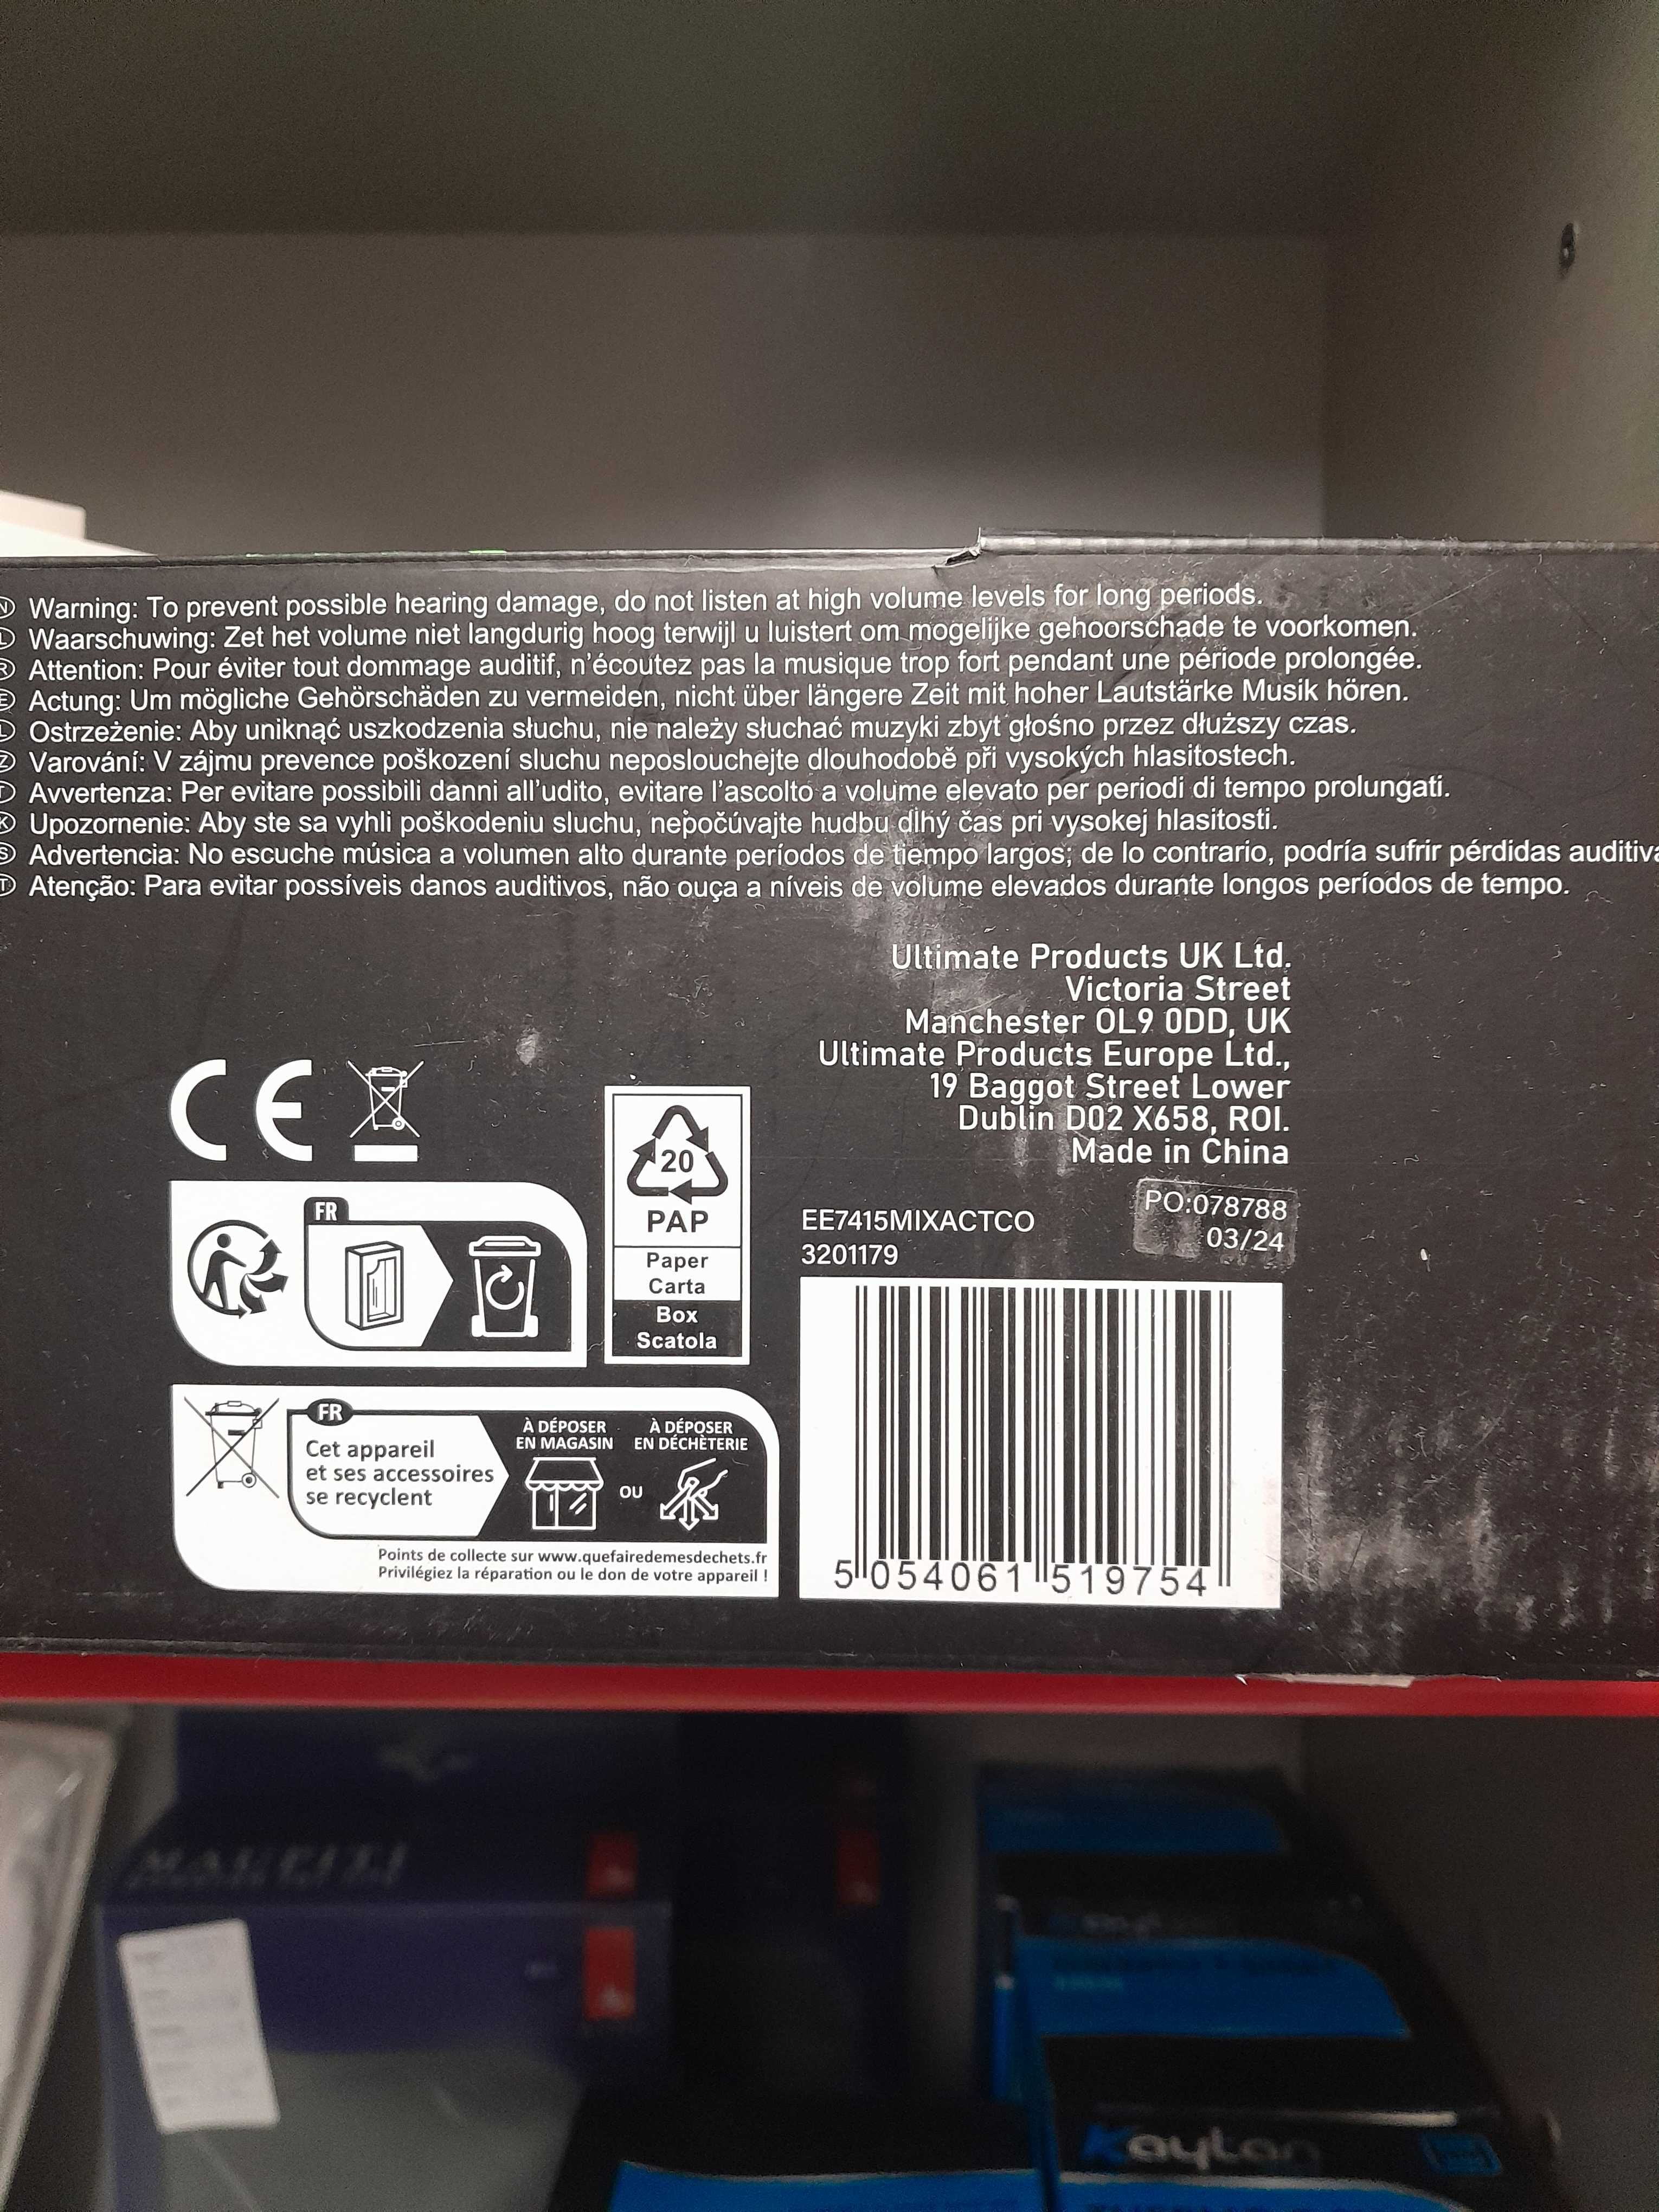 Warning: To prevent possible hearing damage, do not listen at high volume levels for long periods.
Waarschuwing: Zet het volume niet langdurig hoog terwijl u luistert om mogelijke gehoorschade te voorkomen.
Attention: Pour éviter tout dommage auditif, n'écoutez pas la musique trop fort pendant une période prolongée.
Actung: Um mögliche Gehörschäden zu vermeiden, nicht über längere Zeit mit hoher Lautstärke Musik hören.
Ostrzeżenie: Aby uniknąć uszkodzenia słuchu, nie należy słuchać muzyki zbyt głośno przez dłuższy czas.
Varování: V zájmu prevence poškození sluchu neposlouchejte dlouhodobě při vysokých hlasitostech.
Avvertenza: Per evitare possibili danni all'udito, evitare l'ascolto a volume elevato per periodi di tempo prolungati.
Upozornenie: Aby ste sa vyhli poškodeniu sluchu, nepočúvajte hudbu dlhý čas pri vysokej hlasitosti.
Advertencia: No escuche música a volumen alto durante períodos de tiempo largos; de lo contrario, podría sufrir pérdidas auditiva
Atenção: Para evitar possíveis danos auditivos, não ouça a níveis de volume elevados durante longos períodos de tempo.
Ultimate Products UK Ltd.
Victoria Street
Manchester OL9 0DD, UK
Ultimate Products Europe Ltd.,
19 Baggot Street Lower
Dublin D02 X658, ROI.
Made in China
PO:078788
03/24
EE7415MIXACTCO
3201179
CE
20
PAP
Paper
Carta
Box
Scatola
FR
FR
Cet appareil
et ses accessoires
se recyclent
À DÉPOSER
EN MAGASIN
OU
À DÉPOSER
EN DÉCHÈTERIE
Points de collecte sur www.quefairedemesdechets.fr
Privilégiez la réparation ou le don de votre appareil !
5 054061 519754
MAUPITI
Kaylan